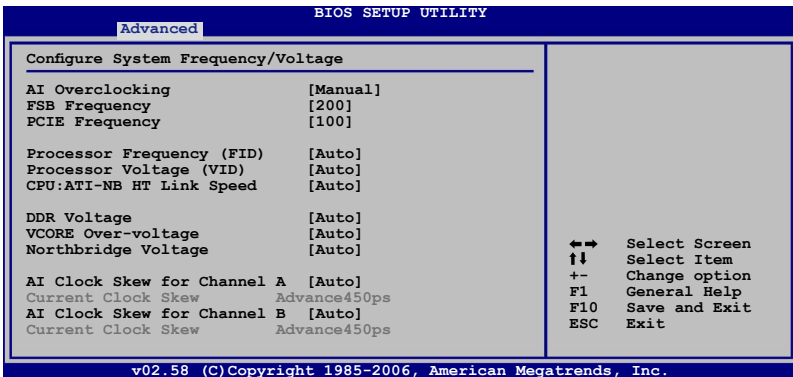 BIOS SETUP UTILITY
Advanced
Configure System Frequency/Voltage
AI Overclocking [Manual]
FSB Frequency [200]
PCIE Frequency [100]
Processor Frequency (FID) [Auto]
Processor Voltage (VID) [Auto]
CPU:ATI-NB HT Link Speed [Auto]
DDR Voltage [Auto]
VCORE Over-voltage [Auto]
Northbridge Voltage [Auto]
AI Clock Skew for Channel A [Auto]
Current Clock Skew Advance450ps
AI Clock Skew for Channel B [Auto]
Current Clock Skew Advance450ps
←→ Select Screen
↑↓ Select Item
+- Change option
F1 General Help
F10 Save and Exit
ESC Exit
v02.58 (C)Copyright 1985-2006, American Megatrends, Inc.